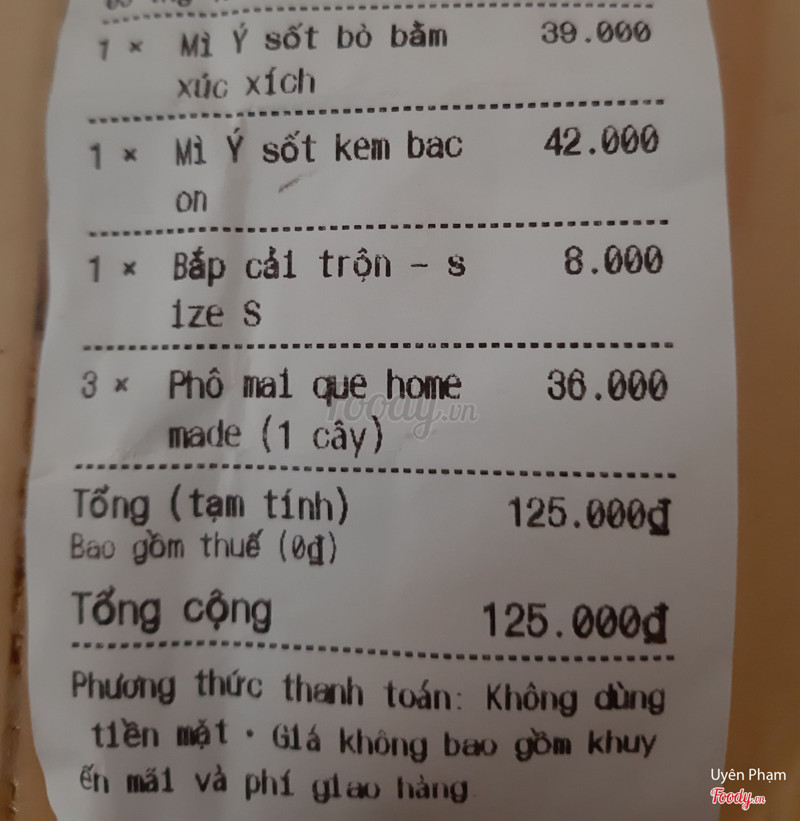 1 × Mì Ý sốt bò bằm 39.000
xúc xích
1 × Mì Ý sốt kem bac 42.000
on
1 × Bắp cải trộn - s 8.000
ize S
3 × Phô mai que home 36.000
made (1 cây)
Foody.vn
Tổng (tạm tính) 125.000₫
Bao gồm thuế (0₫)
Tổng cộng 125.000₫
Phương thức thanh toán: Không dùng
tiền mặt · Giá không bao gồm khuy
ến mãi và phí giao hàng
Uyên Phạm
Foody.vn